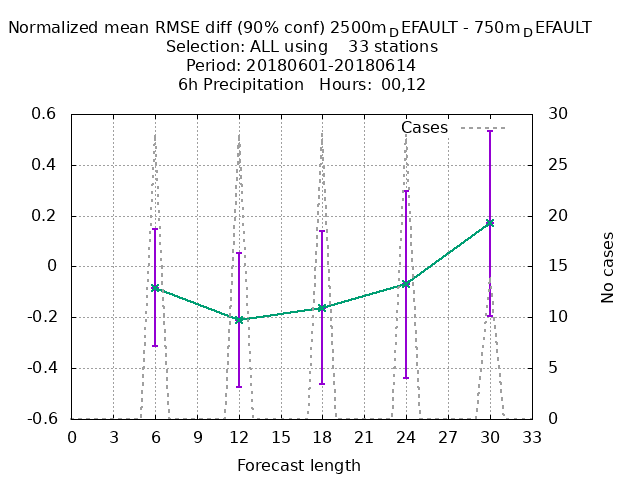 Normalized mean RMSE diff (90% conf) 2500m_DEFAULT - 750m_DEFAULT
Selection: ALL using 33 stations
Period: 20180601-20180614
6h Precipitation Hours: 00,12
Cases
0.6
0.4
0.2
0
-0.2
-0.4
-0.6
30
25
20
15
10
5
0
No cases
0 3 6 9 12 15 18 21 24 27 30 33
Forecast length